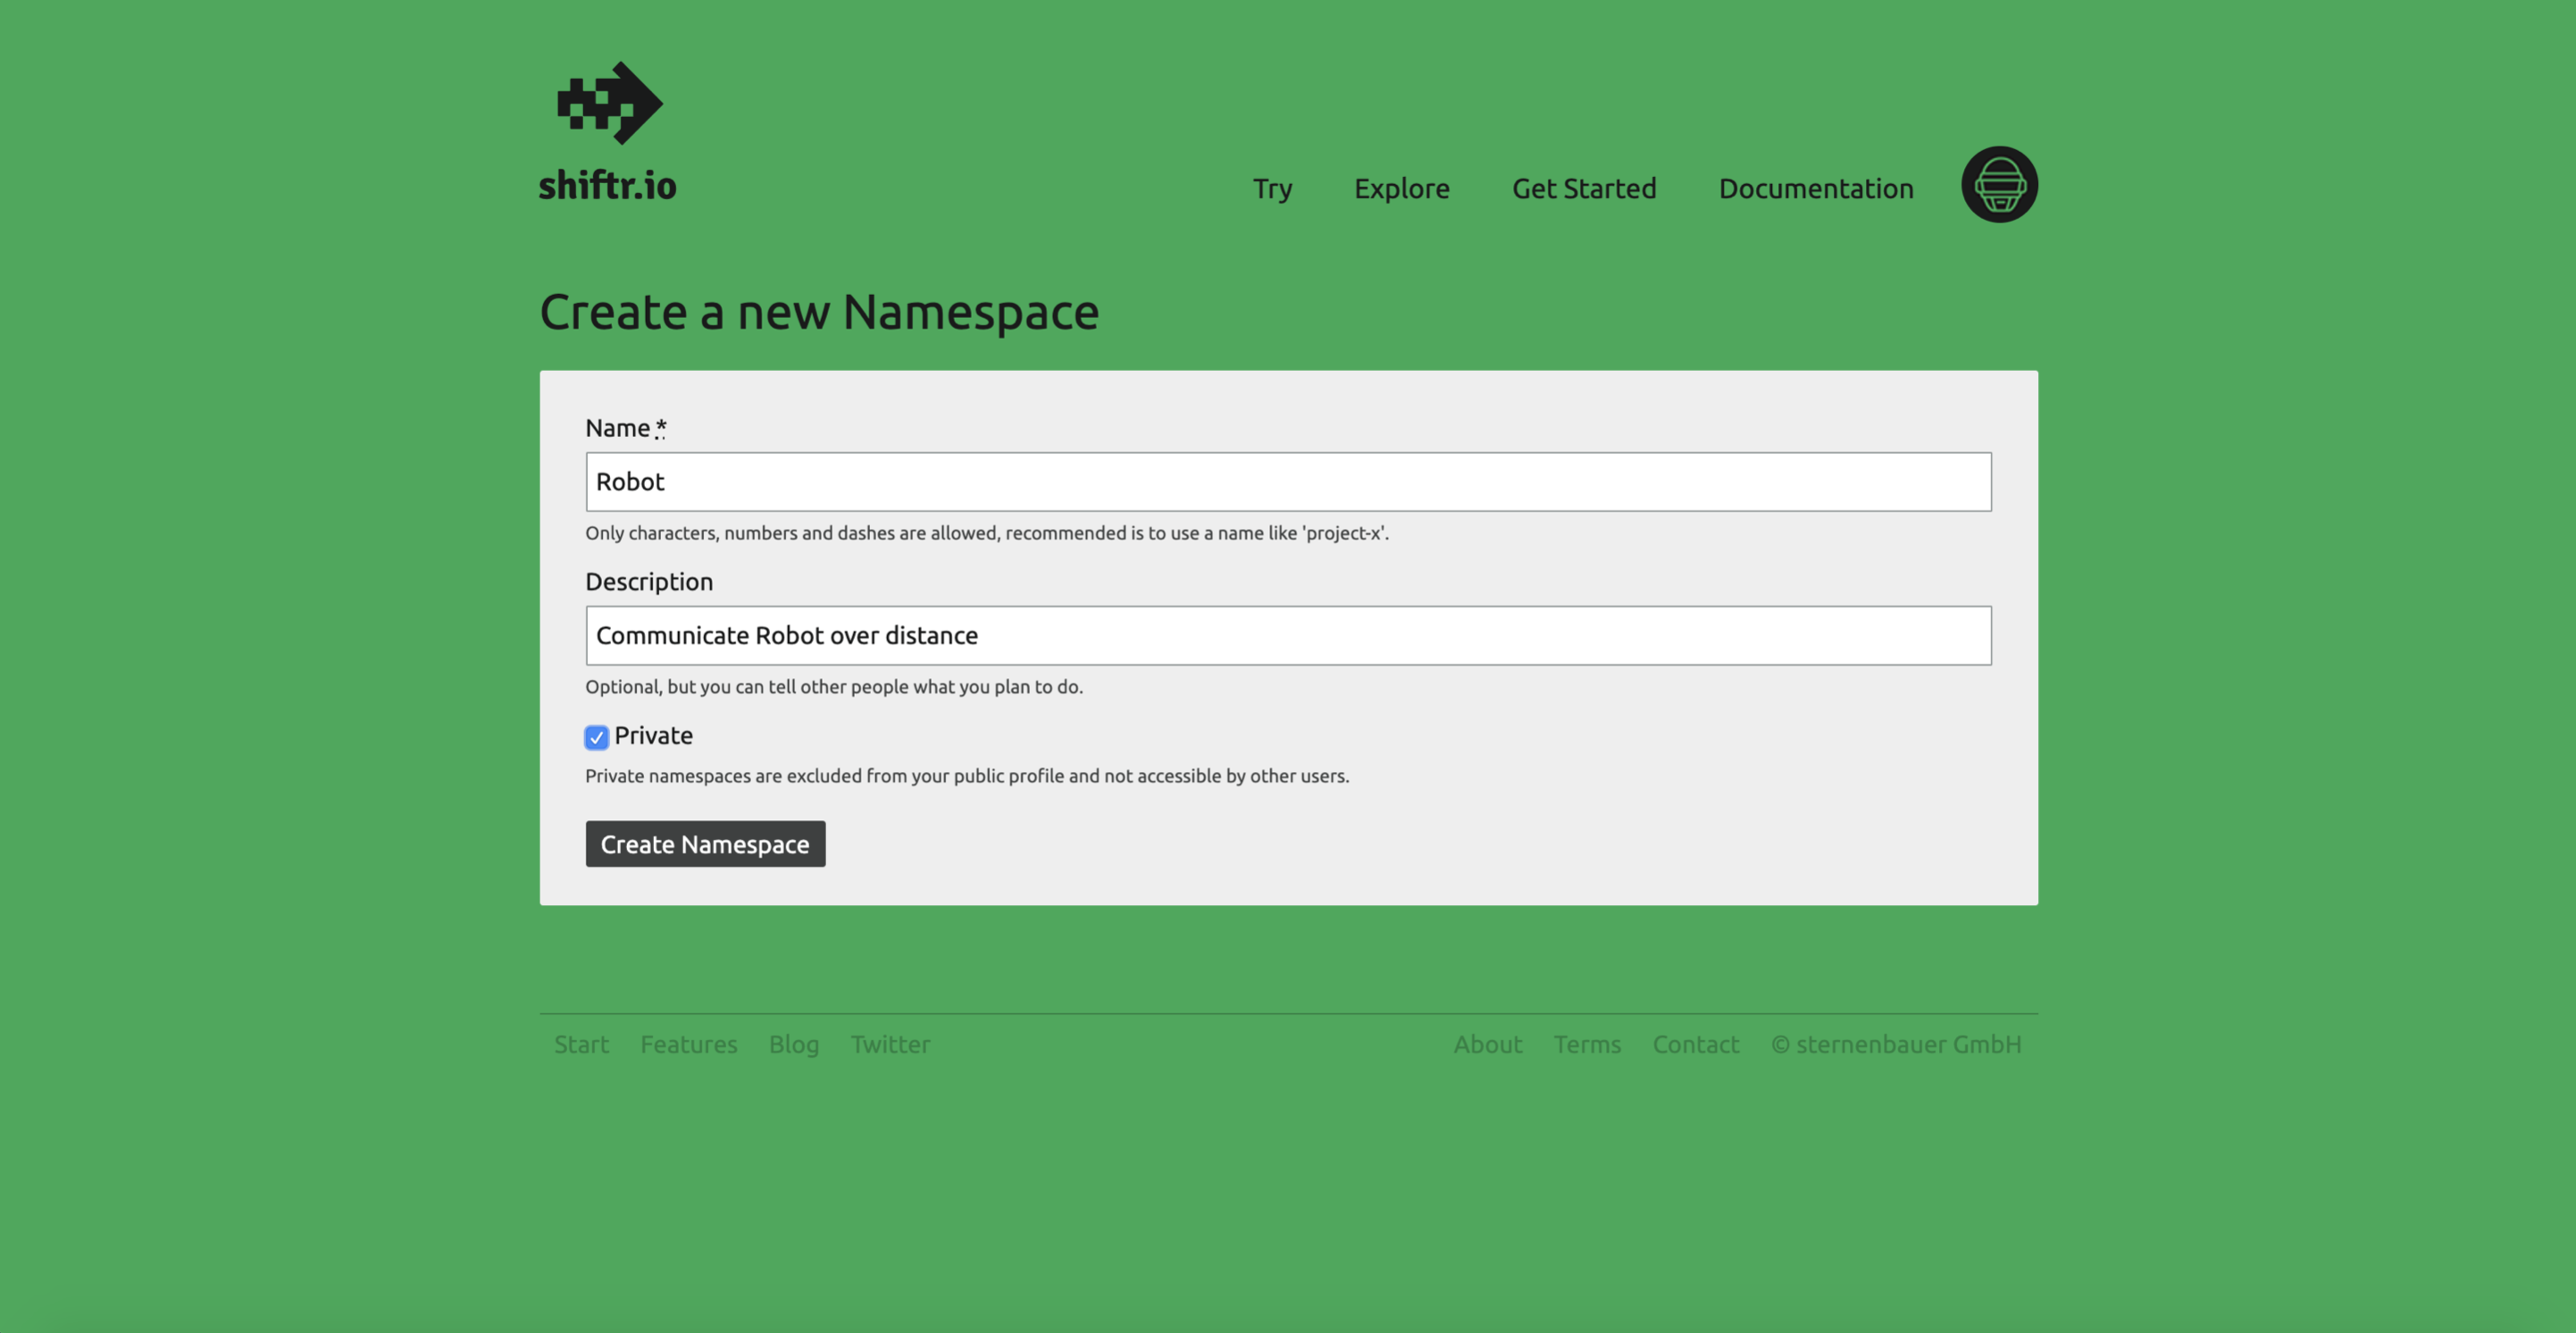 shiftr.io
Try Explore Get Started Documentation
Create a new Namespace
Name *
Robot
Only characters, numbers and dashes are allowed, recommended is to use a name like 'project-x'.
Description
Communicate Robot over distance
Optional, but you can tell other people what you plan to do.
Private
Private namespaces are excluded from your public profile and not accessible by other users.
Create Namespace
Start Features Blog Twitter About Terms Contact © sternenbauer GmbH